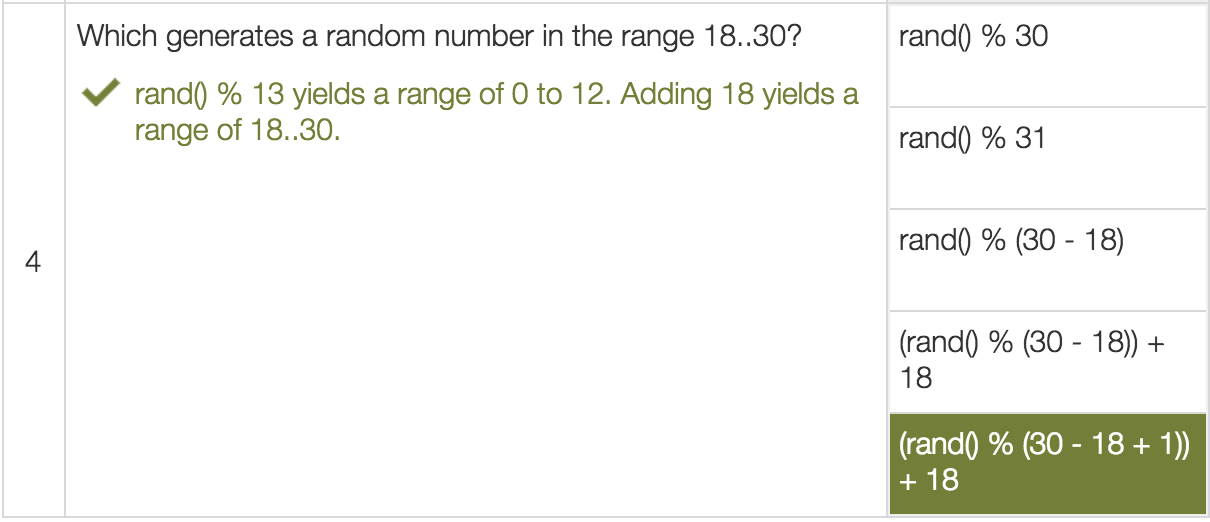 4
Which generates a random number in the range 18..30?
rand() % 13 yields a range of 0 to 12. Adding 18 yields a
range of 18..30.
rand() % 30
rand() % 31
rand() % (30 - 18)
(rand() % (30 - 18)) +
18
(rand() % (30 - 18 + 1))
+ 18